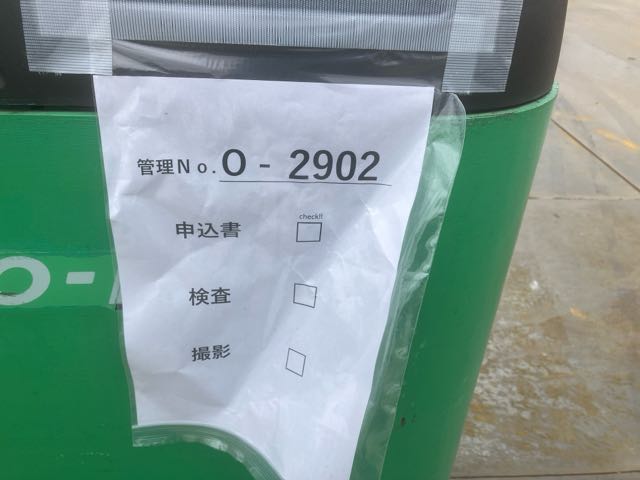 管理No. O - 2902
check!!
申込書 □
検査 □
撮影 □
O-